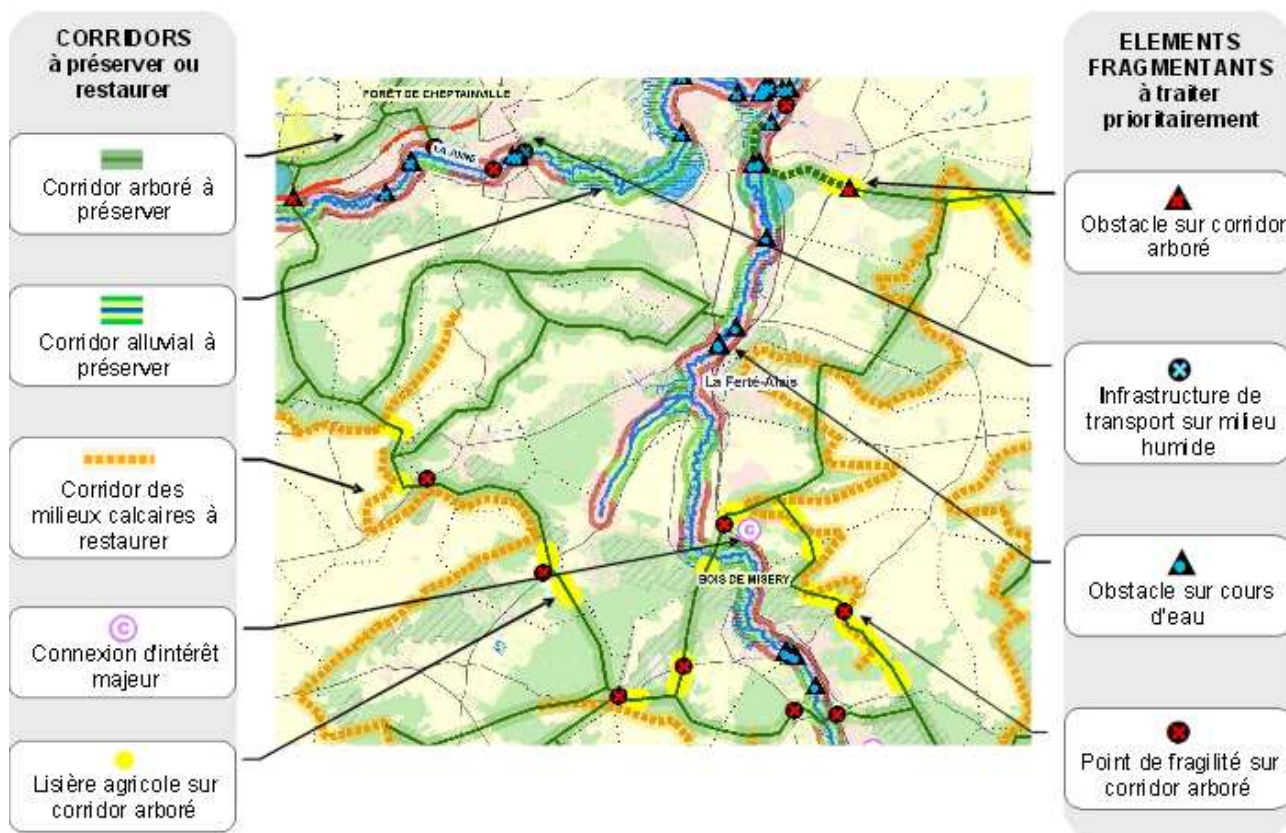 CORRIDORS
à préserver ou
restaurer
Corridor arboré à
préserver
Corridor alluvial à
préserver
Corridor des
milieux calcaires à
restaurer
C
Connexion d'intérêt
majeur
Lisière agricole sur
corridor arboré
FORÊT DE CHEPTAINVILLE
LA JUINE
La Ferté-Alais
C
BOIS DE MISERY
ELEMENTS
FRAGMENTANTS
à traiter
prioritairement
Obstacle sur corridor
arboré
Infrastructure de
transport sur milieu
humide
Obstacle sur cours
d'eau
Point de fragilité sur
corridor arboré